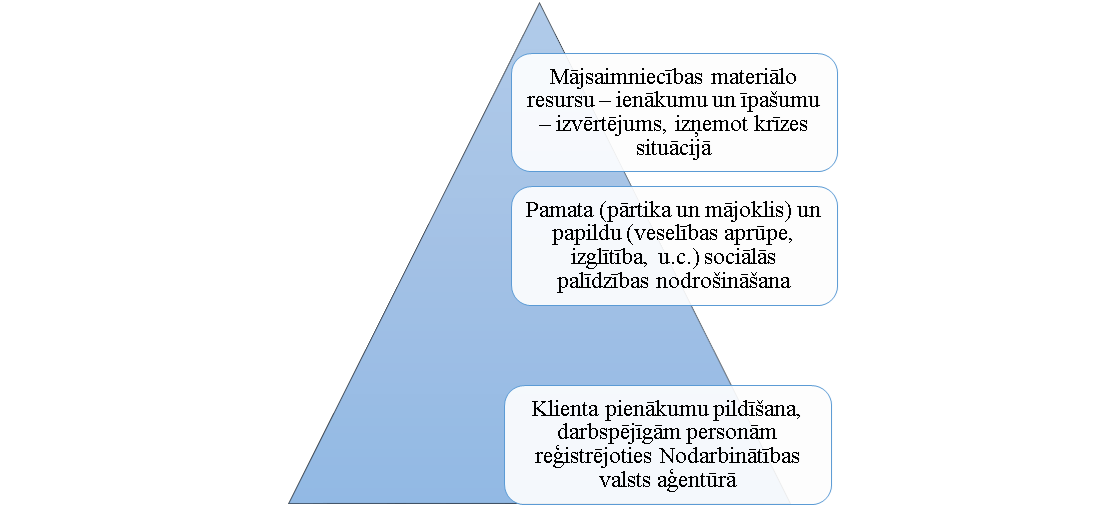 Mājsaimniecības materiālo
resursu – ienākumu un īpašumu
– izvērtējums, izņemot krīzes
situācijā
Pamata (pārtika un mājoklis) un
papildu (veselības aprūpe,
izglītība, u.c.) sociālās
palīdzības nodrošināšana
Klienta pienākumu pildīšana,
darbspējīgām personām
reģistrējoties Nodarbinātības
valsts aģentūrā